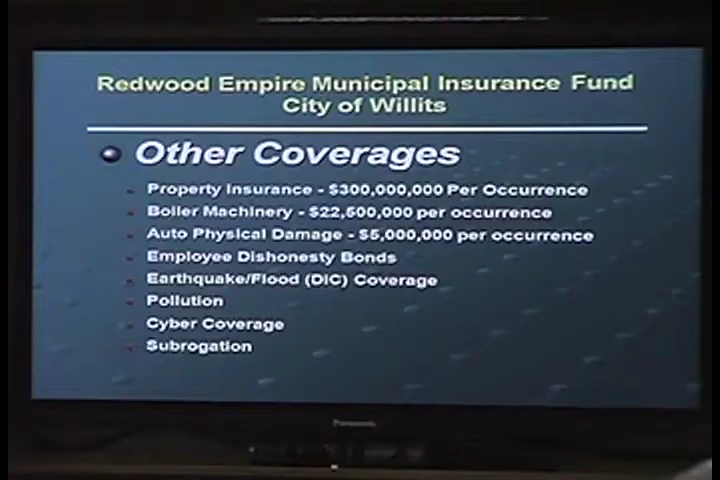 Redwood Empire Municipal Insurance Fund
City of Willits
Other Coverages
Property Insurance - $300,000,000 Per Occurrence
Boiler Machinery - $22,500,000 per occurrence
Auto Physical Damage - $5,000,000 per occurrence
Employee Dishonesty Bonds
Earthquake/Flood (DIC) Coverage
Pollution
Cyber Coverage
Subrogation
Panasonic